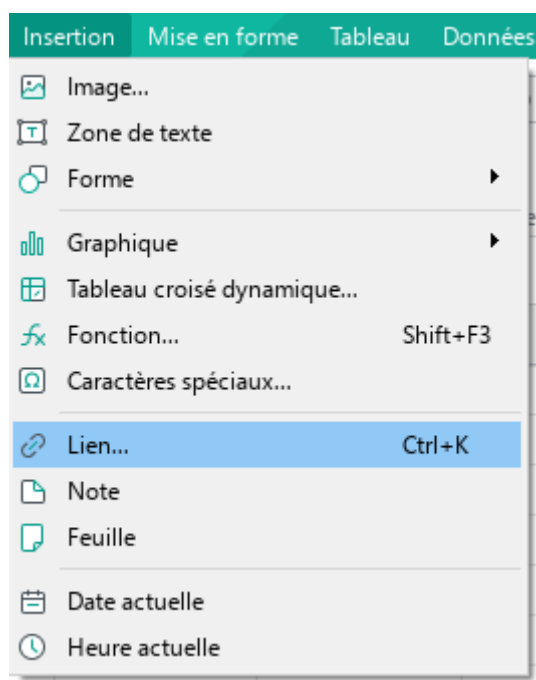 Insertion Mise en forme Tableau Données
Image...
Zone de texte
Forme
Graphique
Tableau croisé dynamique...
Fonction... Shift+F3
Caractères spéciaux...
Lien... Ctrl+K
Note
Feuille
Date actuelle
Heure actuelle